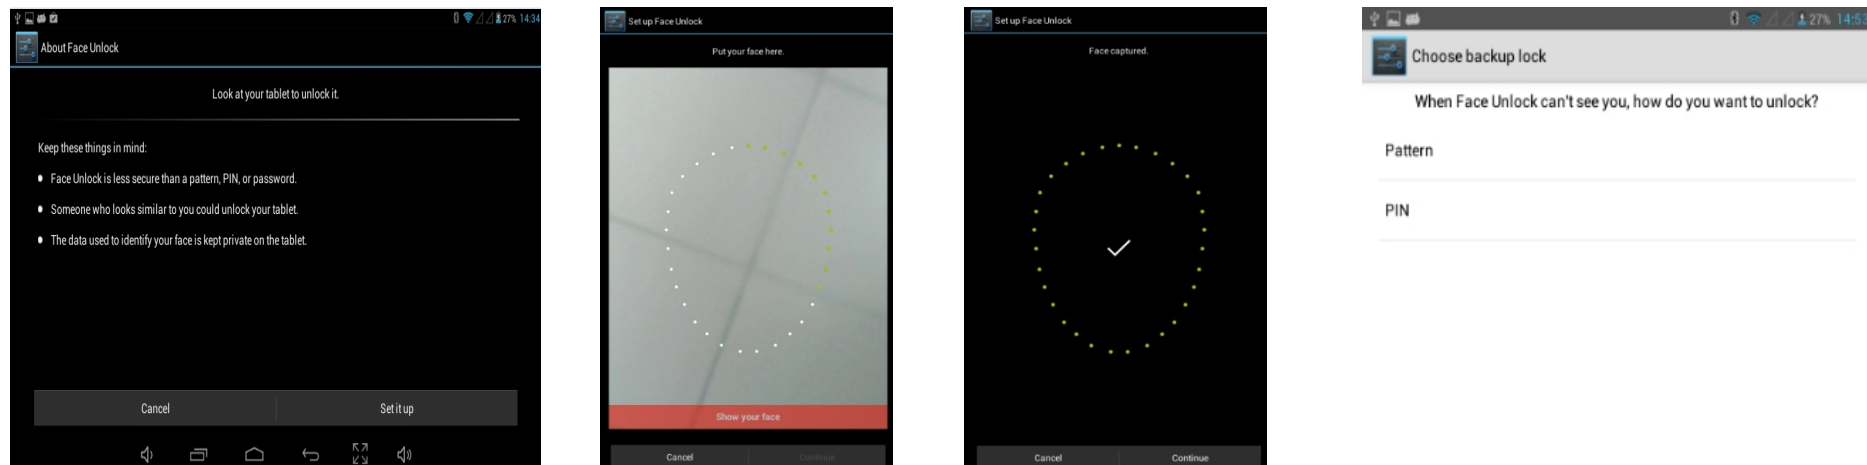 27% 14:34
About Face Unlock
Look at your tablet to unlock it.
Keep these things in mind:
Face Unlock is less secure than a pattern, PIN, or password.
Someone who looks similar to you could unlock your tablet.
The data used to identify your face is kept private on the tablet.
Cancel Set it up
Set up Face Unlock
Put your face here.
Show your face
Cancel Continue
Set up Face Unlock
Face captured.
Cancel Continue
27% 14:53
Choose backup lock
When Face Unlock can't see you, how do you want to unlock?
Pattern
PIN